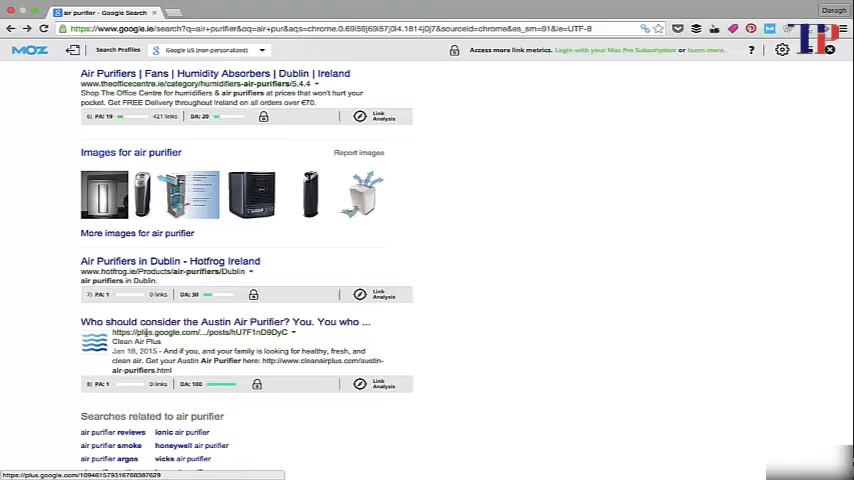 air purifier - Google Search
Daragh
https://www.google.ie/search?q=air+purifier&oq=air+pur&aqs=chrome.0.69i59j69i57j0l4.1814j0j7&sourceid=chrome&es_sm=91&ie=UTF-8
MOZ
Search Profiles
Google US (non-personalized)
Access more link metrics. Login with your Moz Pro Subscription or learn more.
?
Air Purifiers | Fans | Humidity Absorbers | Dublin | Ireland
www.theofficecentre.ie/category/humidifiers-air-purifiers/5.4.4
Shop The Office Centre for humidifiers & air purifiers at prices that won't hurt your
pocket. Get FREE Delivery throughout Ireland on all orders over €70.
6) PA: 19 421 links DA: 20 Link Analysis
Images for air purifier
Report images
More images for air purifier
Air Purifiers in Dublin - Hotfrog Ireland
www.hotfrog.ie/Products/air-purifiers/Dublin
air purifiers in Dublin.
7) PA: 1 0 links DA: 30 Link Analysis
Who should consider the Austin Air Purifier? You. You who ...
https://plus.google.com/.../posts/hU7F1nD9DyC
Clean Air Plus
Jan 18, 2015 - And if you, and your family is looking for healthy, fresh, and
clean air. Get your Austin Air Purifier here: http://www.cleanairplus.com/austin-
air-purifiers.html
8) PA: 1 0 links DA: 100 Link Analysis
Searches related to air purifier
air purifier reviews ionic air purifier
air purifier smoke honeywell air purifier
air purifier argos vicks air purifier
https://plus.google.com/109461579316760387629